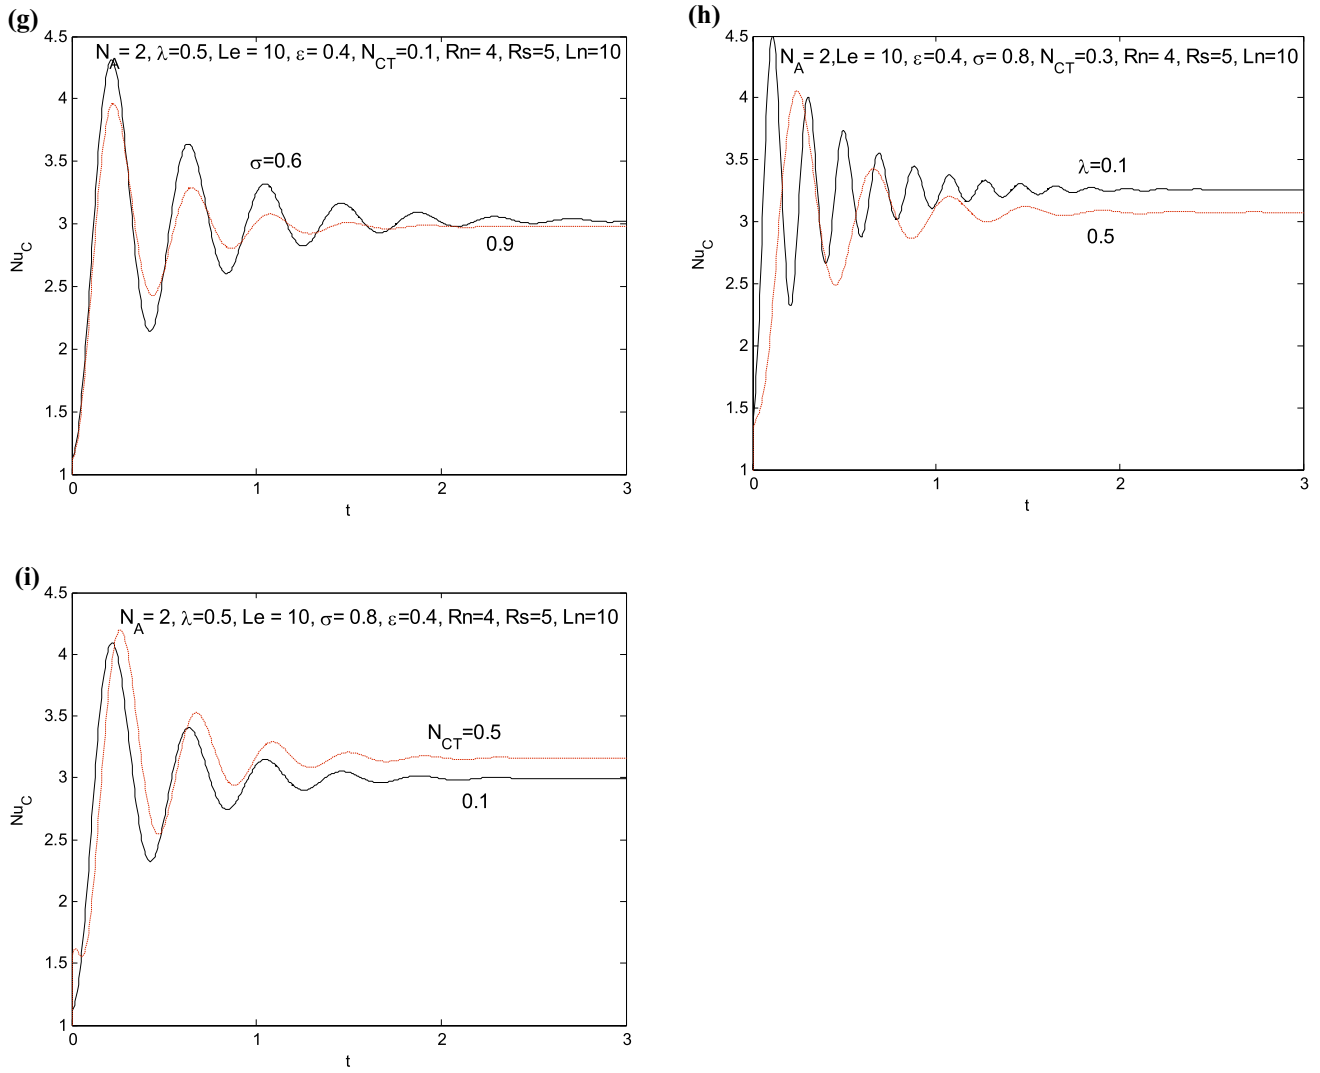 (g)
N_A= 2, λ=0.5, Le = 10, ε= 0.4, N_CT=0.1, Rn= 4, Rs=5, Ln=10
4.5
4
3.5
3
2.5
2
1.5
1
Nu_C
σ=0.6
0.9
0
1
2
3
t
(h)
N_A= 2,Le = 10, ε=0.4, σ= 0.8, N_CT=0.3, Rn= 4, Rs=5, Ln=10
4.5
4
3.5
3
2.5
2
1.5
1
Nu_C
λ=0.1
0.5
0
1
2
3
t
(i)
N_A= 2, λ=0.5, Le = 10, σ= 0.8, ε=0.4, Rn=4, Rs=5, Ln=10
4.5
4
3.5
3
2.5
2
1.5
1
Nu_C
N_CT=0.5
0.1
0
1
2
3
t